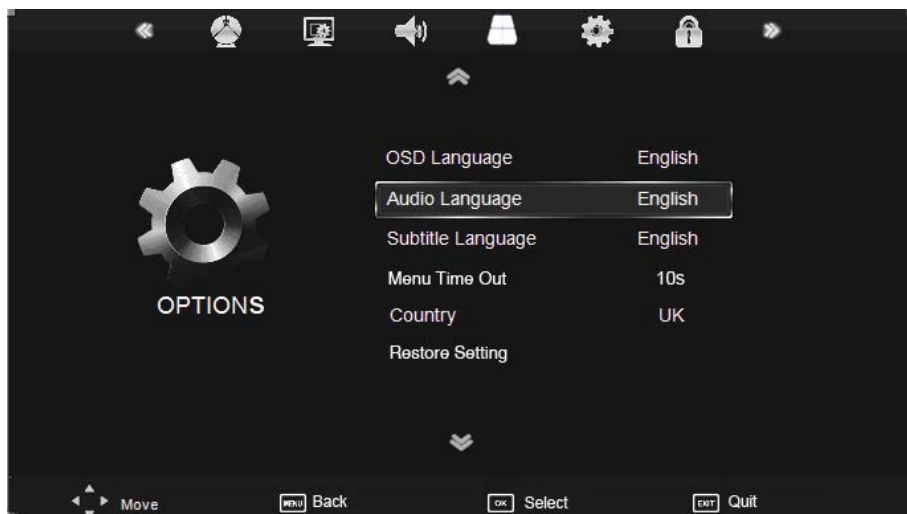 OSD Language English
Audio Language English
Subtitle Language English
Menu Time Out 10s
OPTIONS
Country UK
Restore Setting
Move MENU Back OK Select EXIT Quit